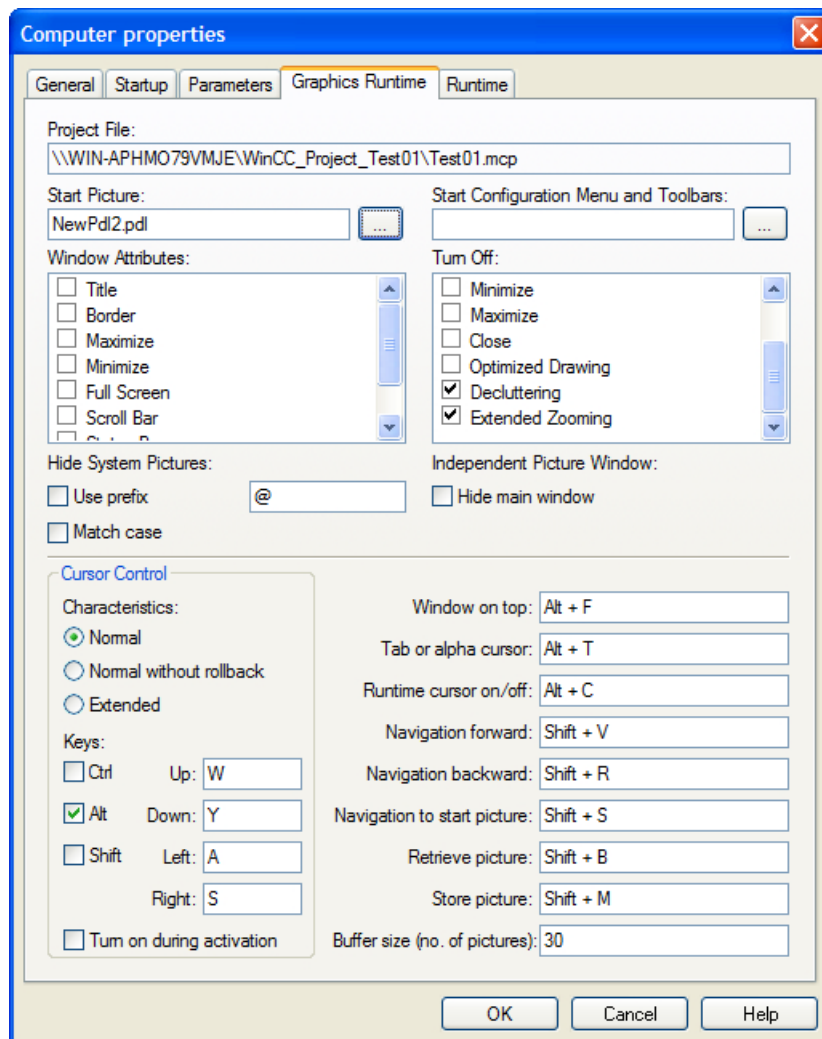 Computer properties
General Startup Parameters Graphics Runtime Runtime
Project File:
\\WIN-APHMO79VMJE\WinCC_Project_Test01\Test01.mcp
Start Picture: Start Configuration Menu and Toolbars:
NewPdl2.pdl ... ...
Window Attributes: Turn Off:
Title Minimize
Border Maximize
Maximize Close
Minimize Optimized Drawing
Full Screen Decluttering
Scroll Bar Extended Zooming
Hide System Pictures: Independent Picture Window:
Use prefix @ Hide main window
Match case
Cursor Control
Characteristics: Window on top: Alt + F
Normal Tab or alpha cursor: Alt + T
Normal without rollback Runtime cursor on/off: Alt + C
Extended Navigation forward: Shift + V
Keys:
Ctrl Up: W Navigation backward: Shift + R
Alt Down: Y Navigation to start picture: Shift + S
Shift Left: A Retrieve picture: Shift + B
Right: S Store picture: Shift + M
Turn on during activation Buffer size (no. of pictures): 30
OK Cancel Help